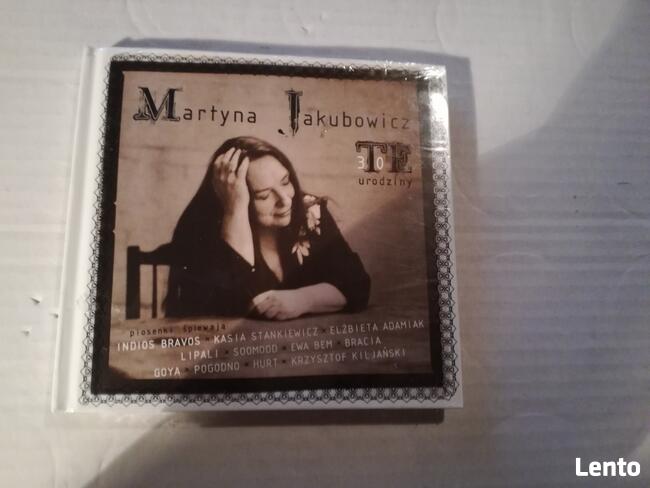 Martyna Jakubowicz
30 TE
urodziny
piosenki śpiewają
INDIOS BRAVOS × KASIA STANKIEWICZ × ELŻBIETA ADAMIAK
LIPALI × SOOMOOD × EWA BEM × BRACIA
GOYA × POGODNO × HURT × KRZYSZTOF KILJAŃSKI
Lento